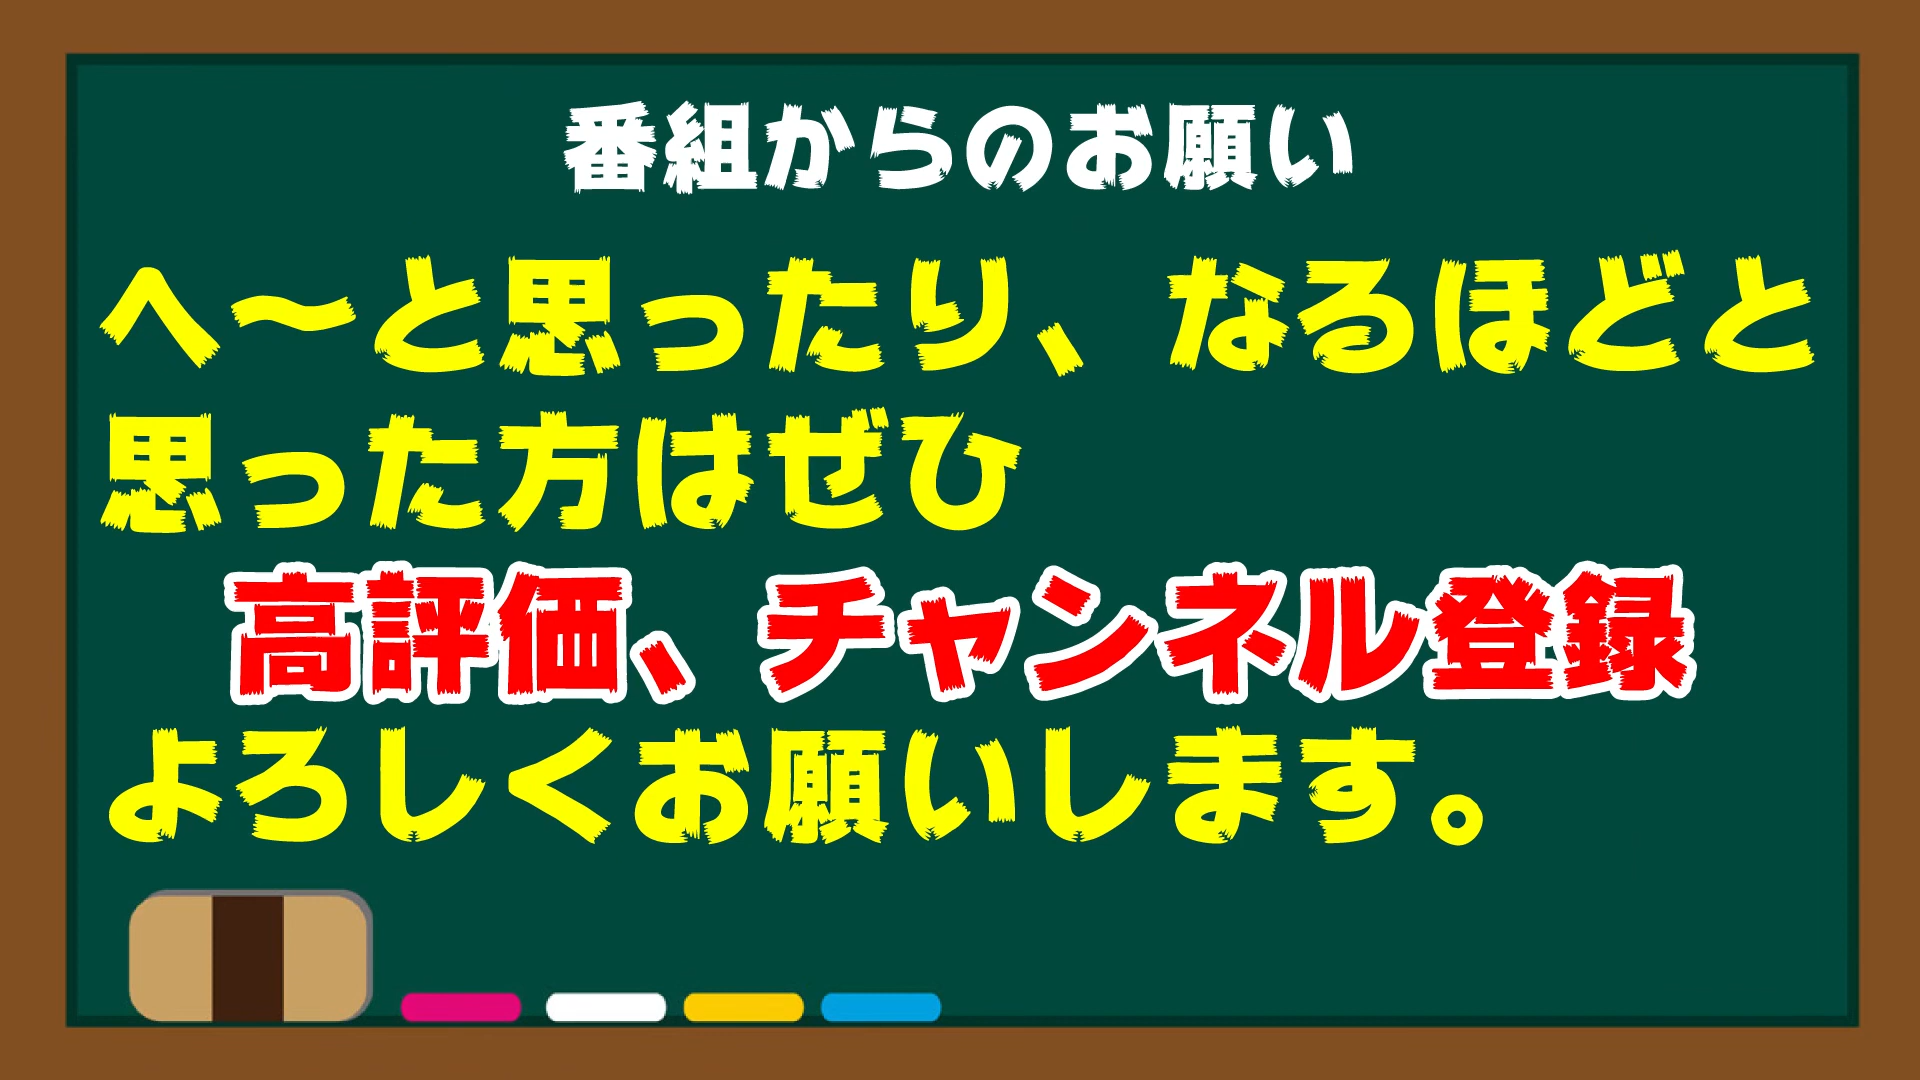 番組からのお願い
へ～と思ったり、なるほどと
思った方はぜひ
高評価、チャンネル登録
よろしくお願いします。